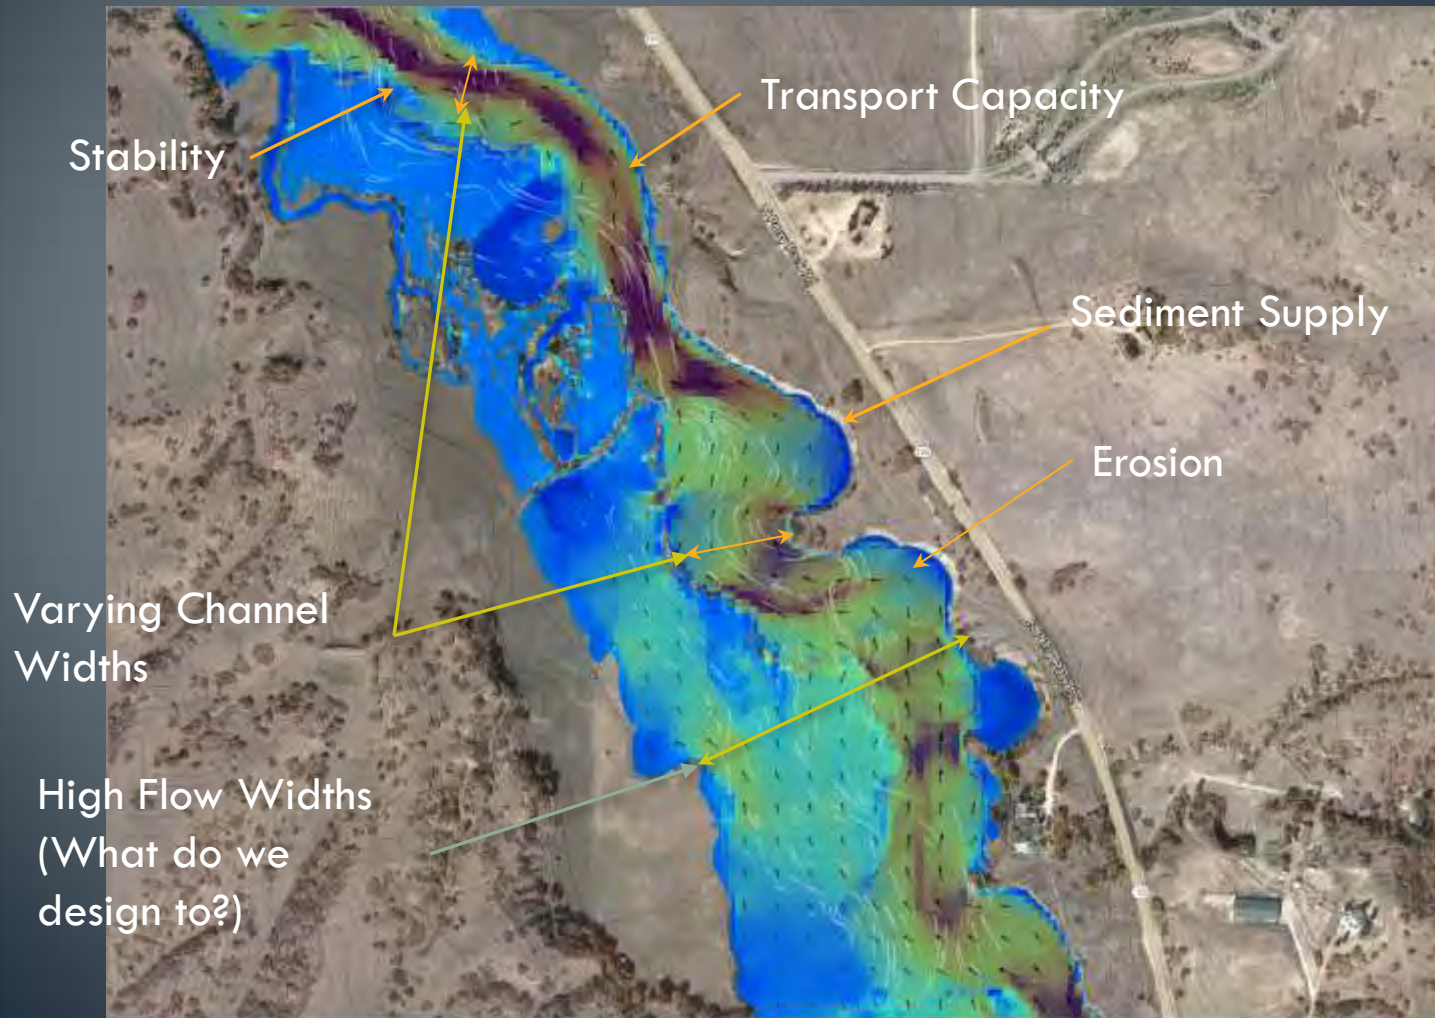 Transport Capacity
Stability
Sediment Supply
Erosion
Varying Channel
Widths
High Flow Widths
(What do we
design to?)